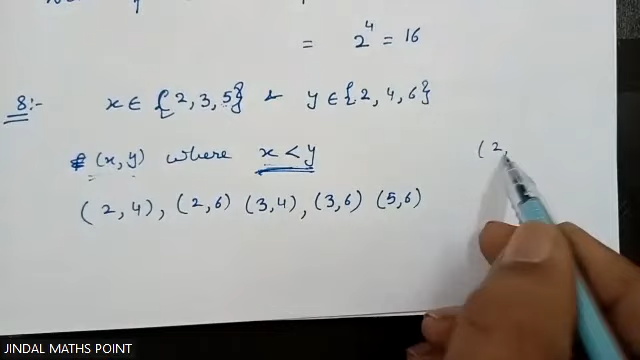 = 2⁴ = 16
8:- x ∈ {2,3,5} & y ∈ {2,4,6}
(x,y) where x < y
(2,
(2,4), (2,6) (3,4), (3,6) (5,6)
JINDAL MATHS POINT